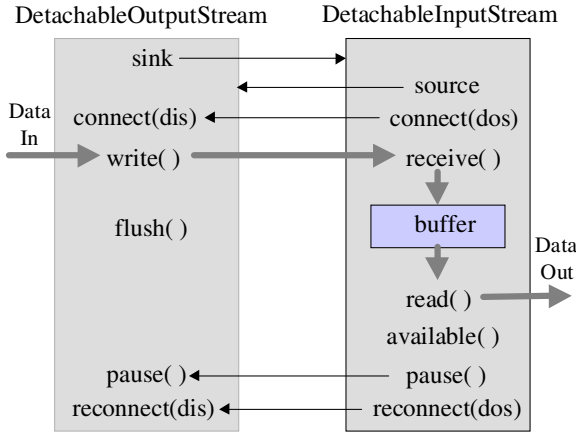 DetachableOutputStream DetachableInputStream
sink
source
Data
In
connect(dis) connect(dos)
write( ) receive( )
flush( ) buffer
Data
Out
read( )
available( )
pause( ) pause( )
reconnect(dis) reconnect(dos)